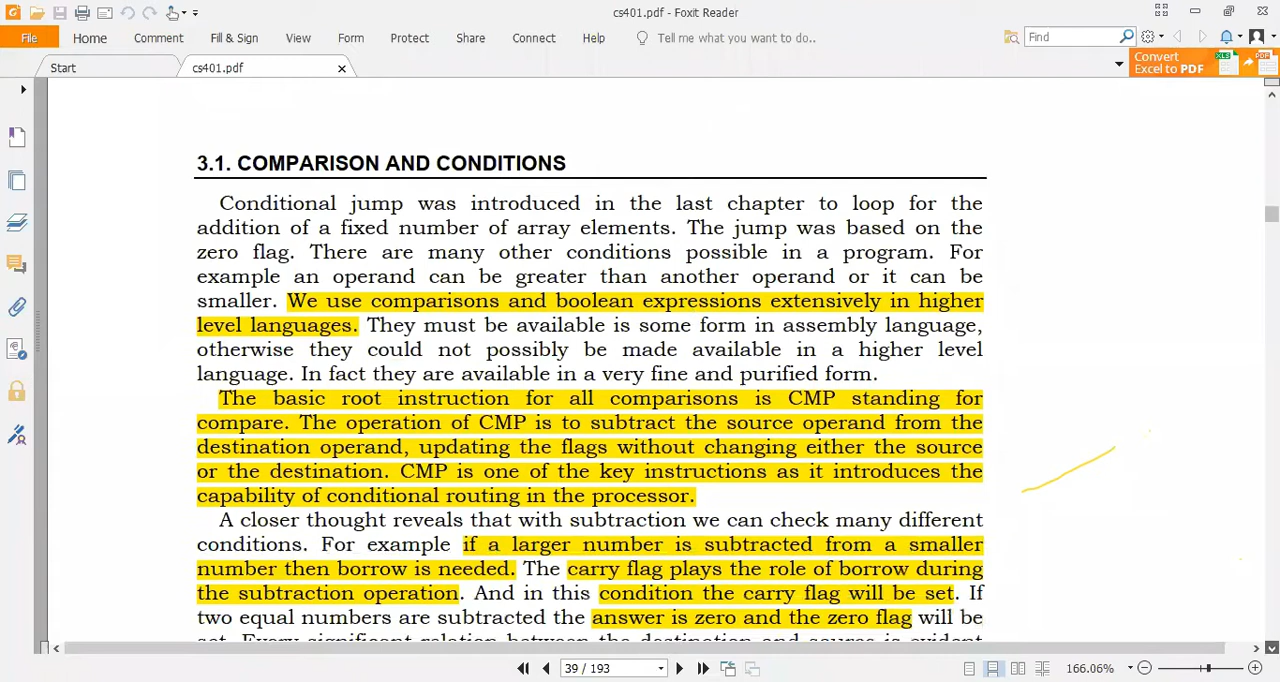 cs401.pdf - Foxit Reader
File Home Comment Fill & Sign View Form Protect Share Connect Help Tell me what you want to do.. Find
Start cs401.pdf
Convert
Excel to PDF
3.1. COMPARISON AND CONDITIONS
Conditional jump was introduced in the last chapter to loop for the
addition of a fixed number of array elements. The jump was based on the
zero flag. There are many other conditions possible in a program. For
example an operand can be greater than another operand or it can be
smaller. We use comparisons and boolean expressions extensively in higher
level languages. They must be available is some form in assembly language,
otherwise they could not possibly be made available in a higher level
language. In fact they are available in a very fine and purified form.
The basic root instruction for all comparisons is CMP standing for
compare. The operation of CMP is to subtract the source operand from the
destination operand, updating the flags without changing either the source
or the destination. CMP is one of the key instructions as it introduces the
capability of conditional routing in the processor.
A closer thought reveals that with subtraction we can check many different
conditions. For example if a larger number is subtracted from a smaller
number then borrow is needed. The carry flag plays the role of borrow during
the subtraction operation. And in this condition the carry flag will be set. If
two equal numbers are subtracted the answer is zero and the zero flag will be
set. Every significant relation between the destination and source is evident
39 / 193 166.06%